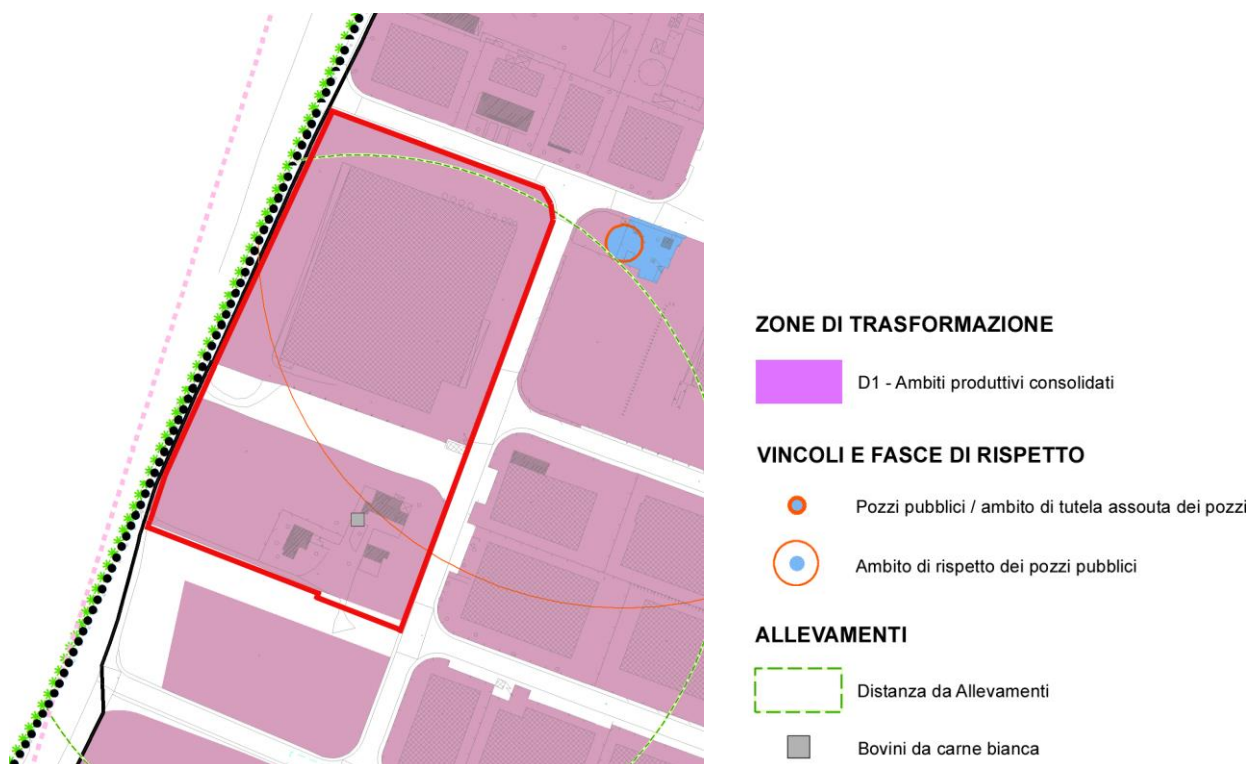 ZONE DI TRASFORMAZIONE
D1 - Ambiti produttivi consolidati
VINCOLI E FASCE DI RISPETTO
Pozzi pubblici / ambito di tutela assouta dei pozzi
Ambito di rispetto dei pozzi pubblici
ALLEVAMENTI
Distanza da Allevamenti
Bovini da carne bianca